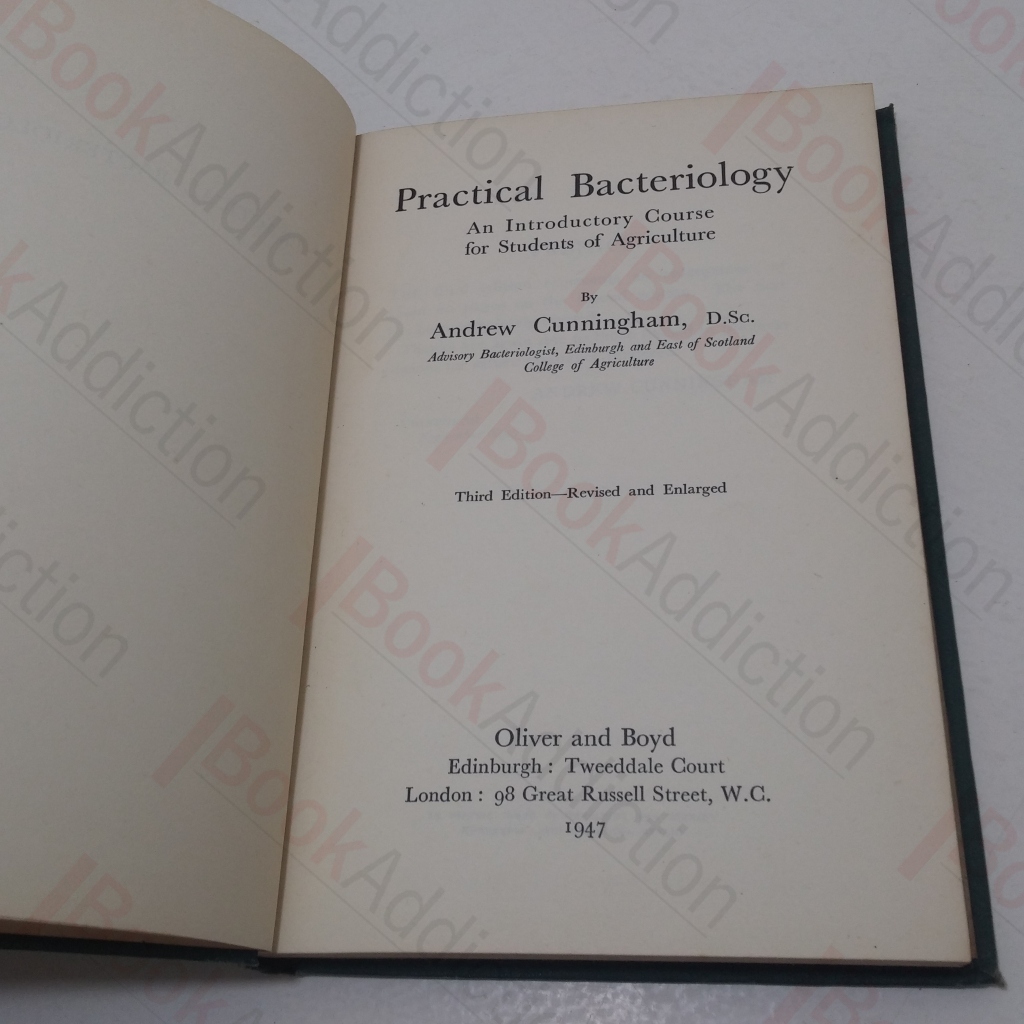 Practical Bacteriology
An Introductory Course
for Students of Agriculture
By
Andrew Cunningham, D.Sc.
Advisory Bacteriologist, Edinburgh and East of Scotland
College of Agriculture
Third Edition—Revised and Enlarged
Oliver and Boyd
Edinburgh : Tweeddale Court
London : 98 Great Russell Street, W.C.
1947
BookAddiction